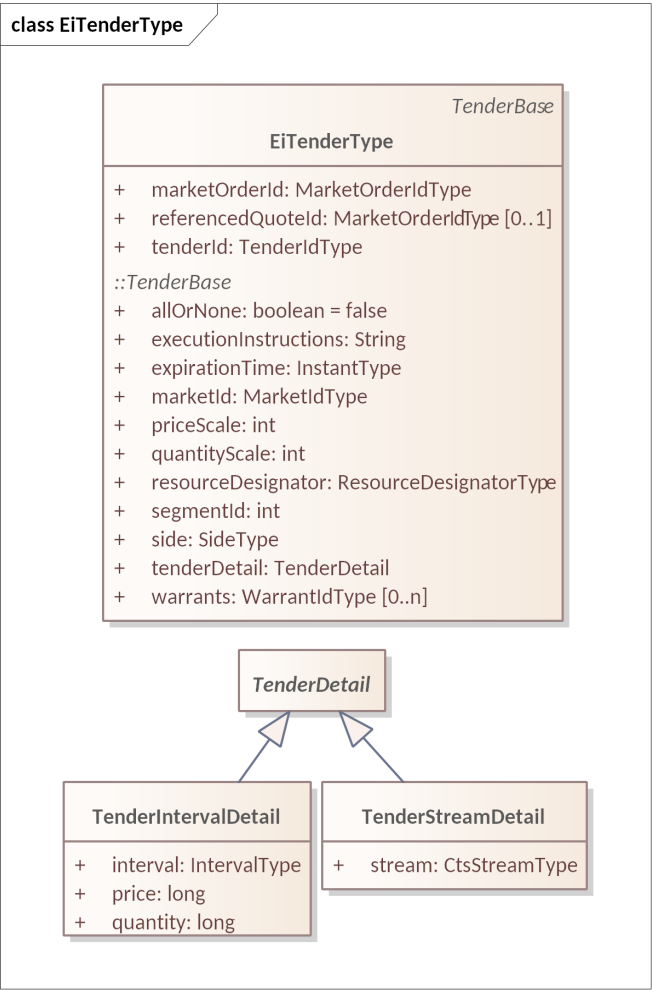 class EiTenderType
TenderBase
EiTenderType
+ marketOrderId: MarketOrderIdType
+ referencedQuoteId: MarketOrderIdType [0..1]
+ tenderId: TenderIdType
::TenderBase
+ allOrNone: boolean = false
+ executionInstructions: String
+ expirationTime: InstantType
+ marketId: MarketIdType
+ priceScale: int
+ quantityScale: int
+ resourceDesignator: ResourceDesignatorType
+ segmentId: int
+ side: SideType
+ tenderDetail: TenderDetail
+ warrants: WarrantIdType [0..n]
TenderDetail
TenderIntervalDetail
+ interval: IntervalType
+ price: long
+ quantity: long
TenderStreamDetail
+ stream: CtsStreamType